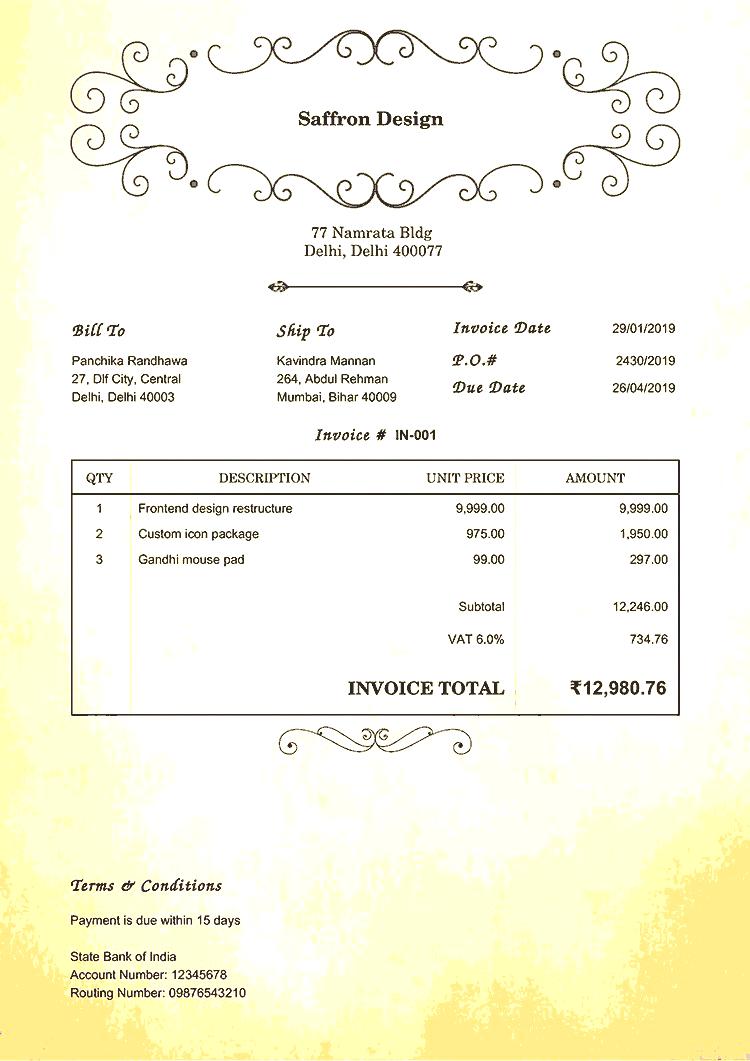 Saffron Design
77 Namrata Bldg
Delhi, Delhi 400077
Bill To
Panchika Randhawa
27, Dlf City, Central
Delhi, Delhi 40003
Ship To
Kavindra Mannan
264, Abdul Rehman
Mumbai, Bihar 40009
Invoice Date 29/01/2019
P.O.# 2430/2019
Due Date 26/04/2019
Invoice # IN-001
QTY DESCRIPTION UNIT PRICE AMOUNT
1 Frontend design restructure 9,999.00 9,999.00
2 Custom icon package 975.00 1,950.00
3 Gandhi mouse pad 99.00 297.00
Subtotal 12,246.00
VAT 6.0% 734.76
INVOICE TOTAL ₹12,980.76
Terms & Conditions
Payment is due within 15 days
State Bank of India
Account Number: 12345678
Routing Number: 09876543210